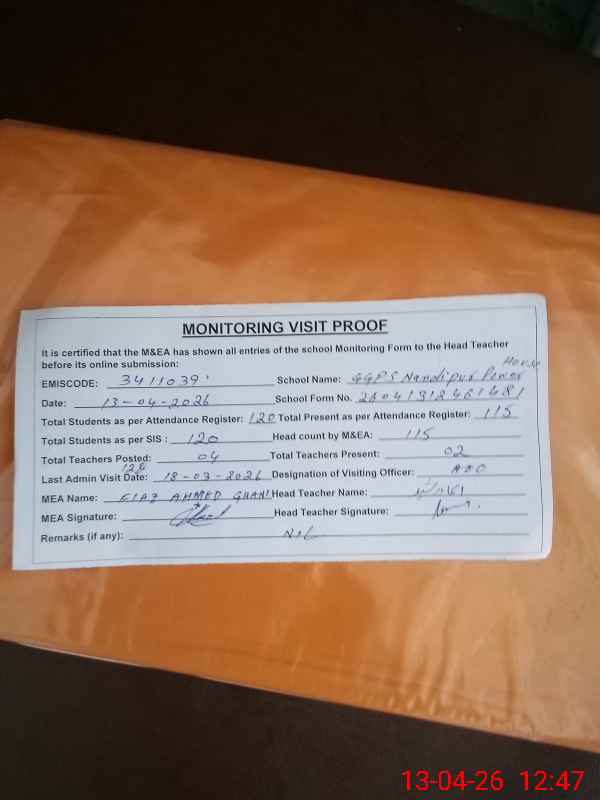 MONITORING VISIT PROOF
It is certified that the M&EA has shown all entries of the school Monitoring Form to the Head Teacher
before its online submission:
EMISCODE: 3411039 School Name: GGPS Nandipur Power House
Date: 13-04-2026 School Form No. 26041312461481
Total Students as per Attendance Register: 120 Total Present as per Attendance Register: 115
Total Students as per SIS : 120 Head count by M&EA: 115
Total Teachers Posted: 04 Total Teachers Present: 02
Last Admin Visit Date: 18-03-2026 Designation of Visiting Officer:
MEA Name: FIAZ AHMED GHANI Head Teacher Name:
MEA Signature: Head Teacher Signature:
Remarks (if any): NIL
13-04-26 12:47